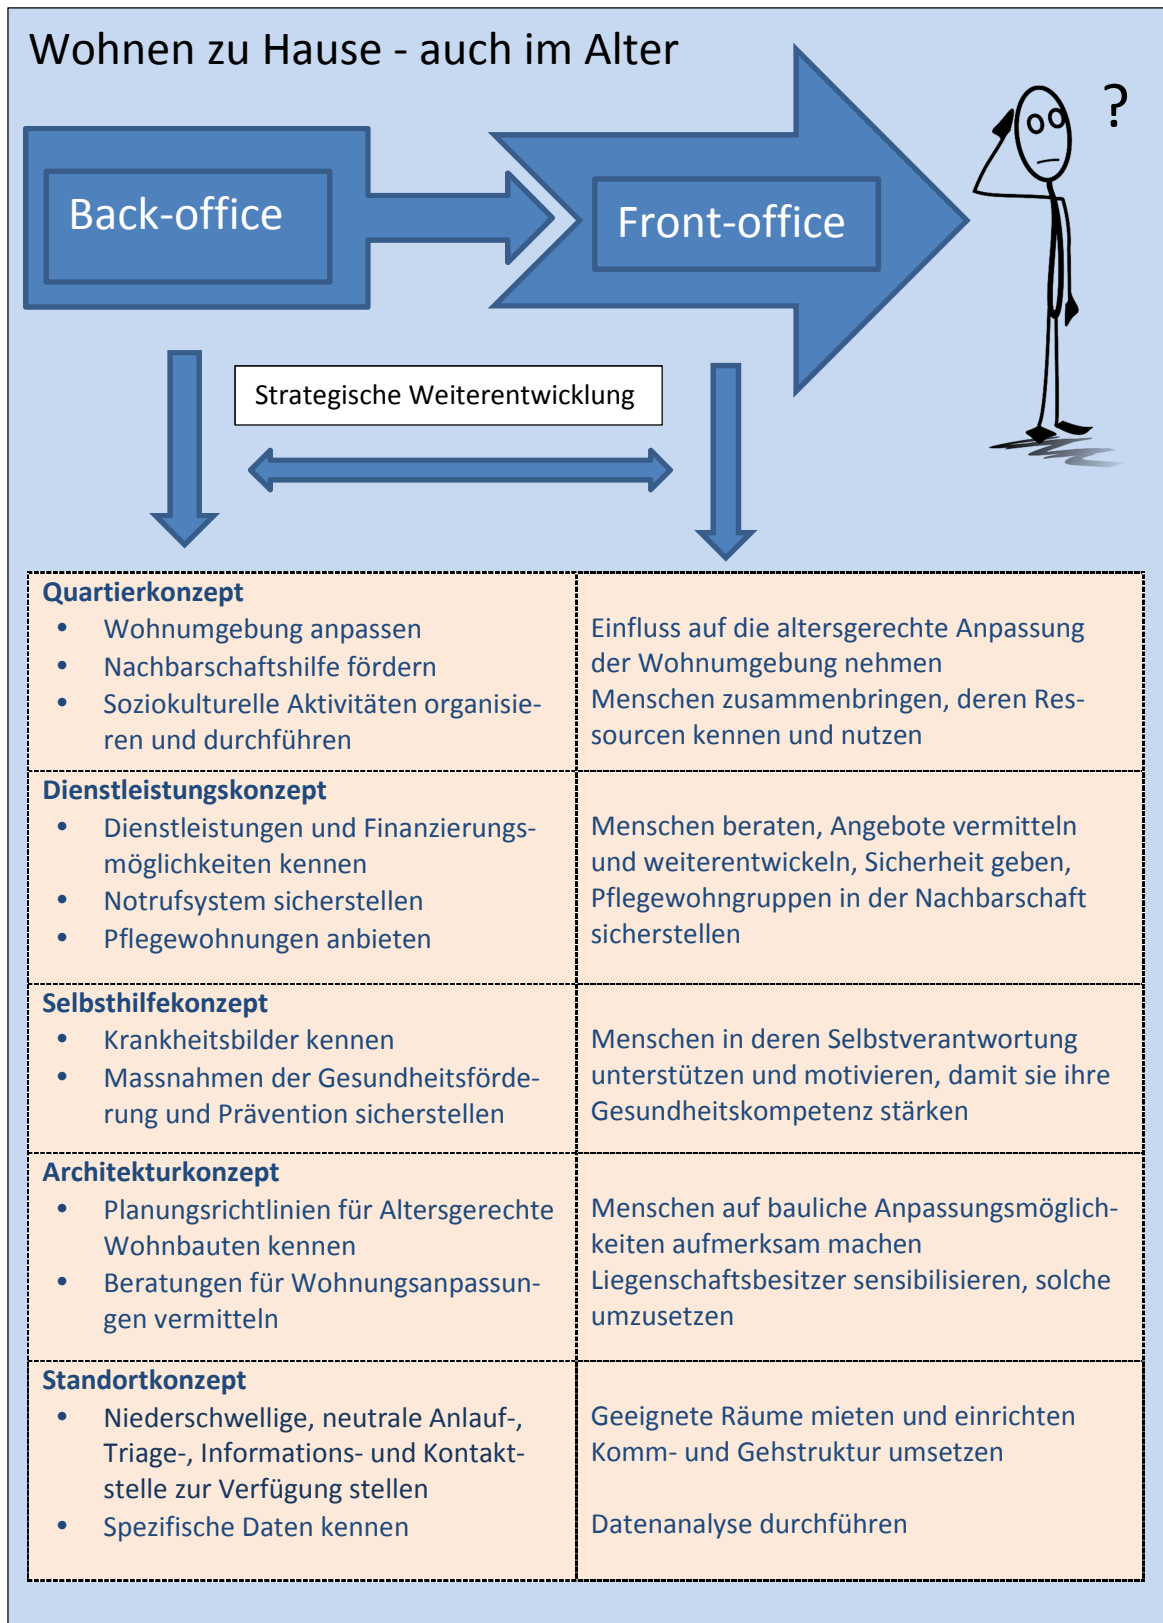 Wohnen zu Hause - auch im Alter
?
Back-office
Front-office
Strategische Weiterentwicklung
Quartierkonzept
• Wohnumgebung anpassen
• Nachbarschaftshilfe fördern
• Soziokulturelle Aktivitäten organisie-
ren und durchführen
Einfluss auf die altersgerechte Anpassung
der Wohnumgebung nehmen
Menschen zusammenbringen, deren Res-
sourcen kennen und nutzen
Dienstleistungskonzept
• Dienstleistungen und Finanzierungs-
möglichkeiten kennen
• Notrufsystem sicherstellen
• Pflegewohnungen anbieten
Menschen beraten, Angebote vermitteln
und weiterentwickeln, Sicherheit geben,
Pflegewohngruppen in der Nachbarschaft
sicherstellen
Selbsthilfekonzept
• Krankheitsbilder kennen
• Massnahmen der Gesundheitsförde-
rung und Prävention sicherstellen
Menschen in deren Selbstverantwortung
unterstützen und motivieren, damit sie ihre
Gesundheitskompetenz stärken
Architekturkonzept
• Planungsrichtlinien für Altersgerechte
Wohnbauten kennen
• Beratungen für Wohnungsanpassun-
gen vermitteln
Menschen auf bauliche Anpassungsmöglich-
keiten aufmerksam machen
Liegenschaftsbesitzer sensibilisieren, solche
umzusetzen
Standortkonzept
• Niederschwellige, neutrale Anlauf-,
Triage-, Informations- und Kontakt-
stelle zur Verfügung stellen
• Spezifische Daten kennen
Geeignete Räume mieten und einrichten
Komm- und Gehstruktur umsetzen
Datenanalyse durchführen